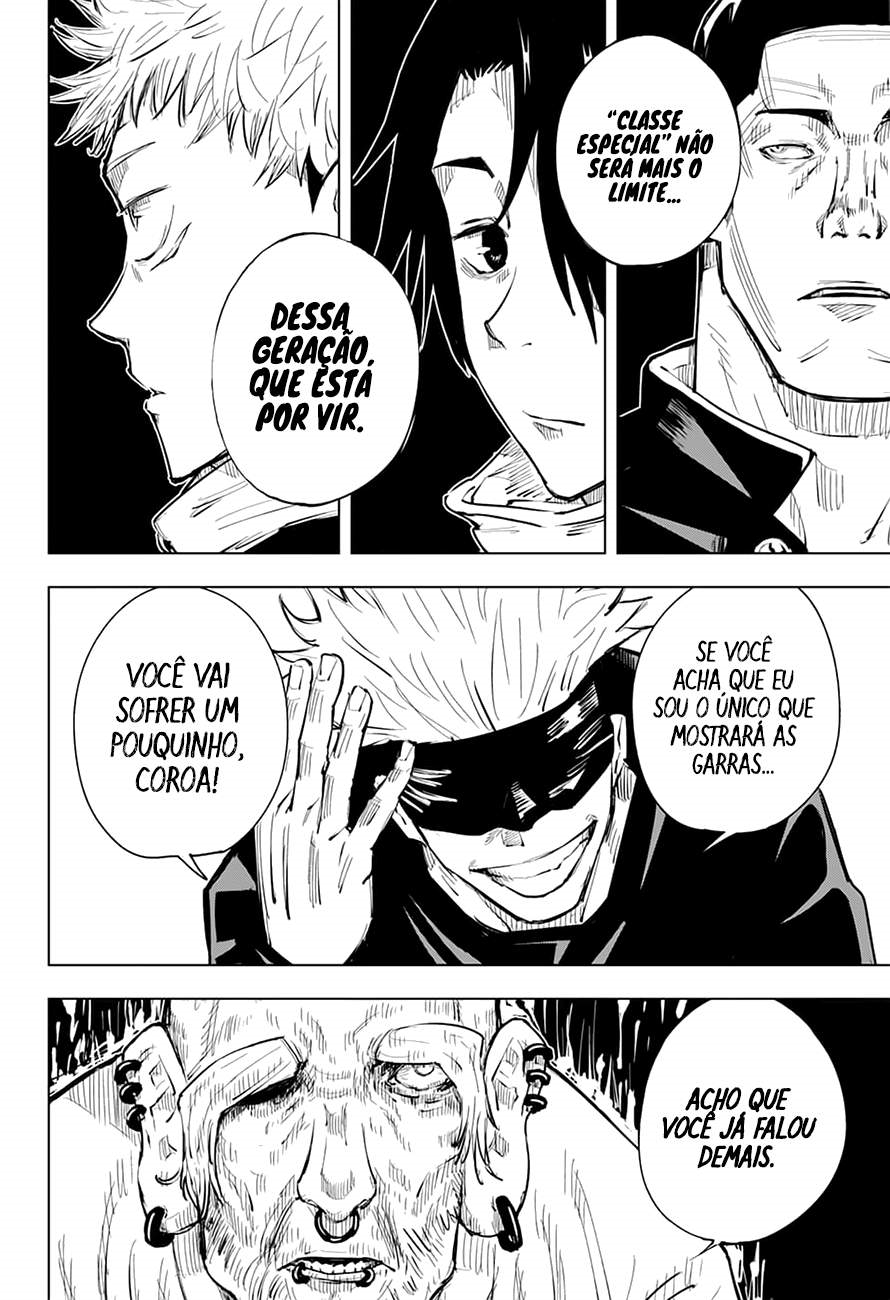 “CLASSE
ESPECIAL” NÃO
SERÁ MAIS O
LIMITE...
DESSA
GERAÇÃO,
QUE ESTÁ
POR VIR.
SE VOCÊ
ACHA QUE EU
SOU O ÚNICO QUE
MOSTRARÁ AS
GARRAS...
VOCÊ VAI
SOFRER UM
POUQUINHO,
COROA!
ACHO QUE
VOCÊ JÁ FALOU
DEMAIS.